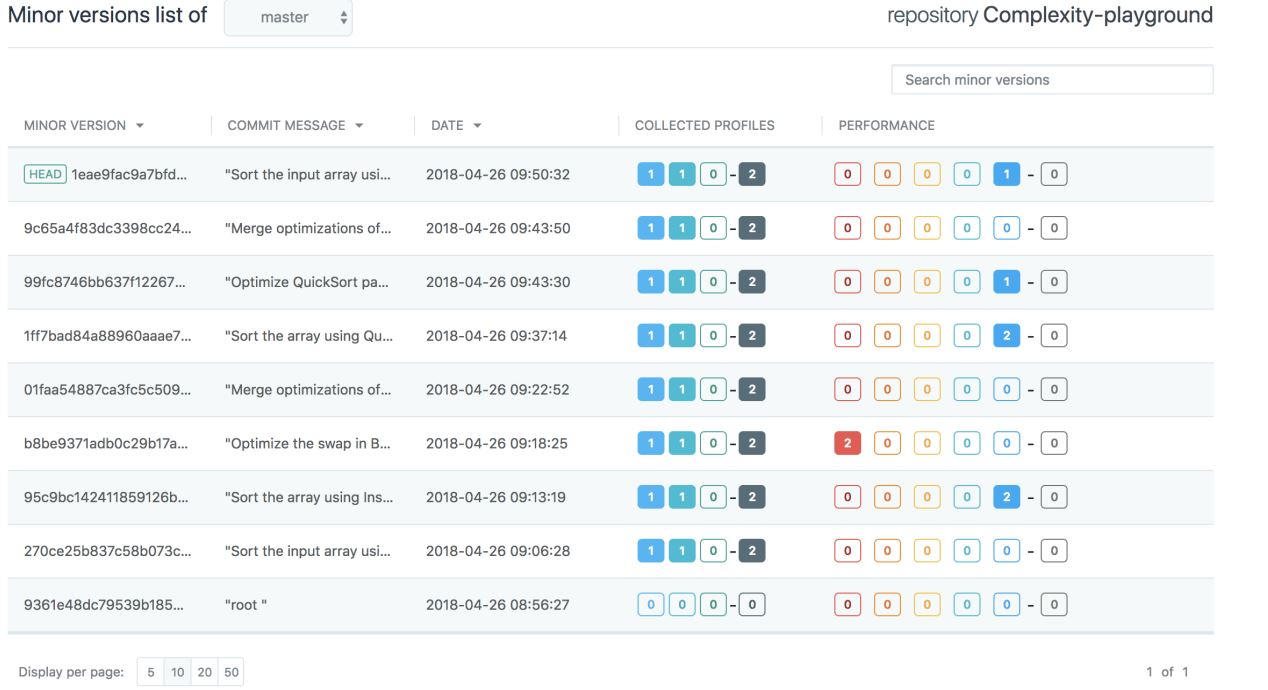 Minor versions list of master repository Complexity-playground
Search minor versions
MINOR VERSION COMMIT MESSAGE DATE COLLECTED PROFILES PERFORMANCE
HEAD 1eae9fac9a7bfd... "Sort the input array usi... 2018-04-26 09:50:32 1 1 0 - 2 0 0 0 0 1 - 0
9c65a4f83dc3398cc24... "Merge optimizations of... 2018-04-26 09:43:50 1 1 0 - 2 0 0 0 0 0 - 0
99fc8746bb637f12267... "Optimize QuickSort pa... 2018-04-26 09:43:30 1 1 0 - 2 0 0 0 0 1 - 0
1ff7bad84a88960aaae7... "Sort the array using Qu... 2018-04-26 09:37:14 1 1 0 - 2 0 0 0 0 2 - 0
01faa54887ca3fc5c509... "Merge optimizations of... 2018-04-26 09:22:52 1 1 0 - 2 0 0 0 0 0 - 0
b8be9371adb0c29b17a... "Optimize the swap in B... 2018-04-26 09:18:25 1 1 0 - 2 2 0 0 0 0 - 0
95c9bc142411859126b... "Sort the array using Ins... 2018-04-26 09:13:19 1 1 0 - 2 0 0 0 0 2 - 0
270ce25b837c58b073c... "Sort the input array usi... 2018-04-26 09:06:28 1 1 0 - 2 0 0 0 0 0 - 0
9361e48dc79539b185... "root " 2018-04-26 08:56:27 0 0 0 - 0 0 0 0 0 0 - 0
Display per page: 5 10 20 50 1 of 1